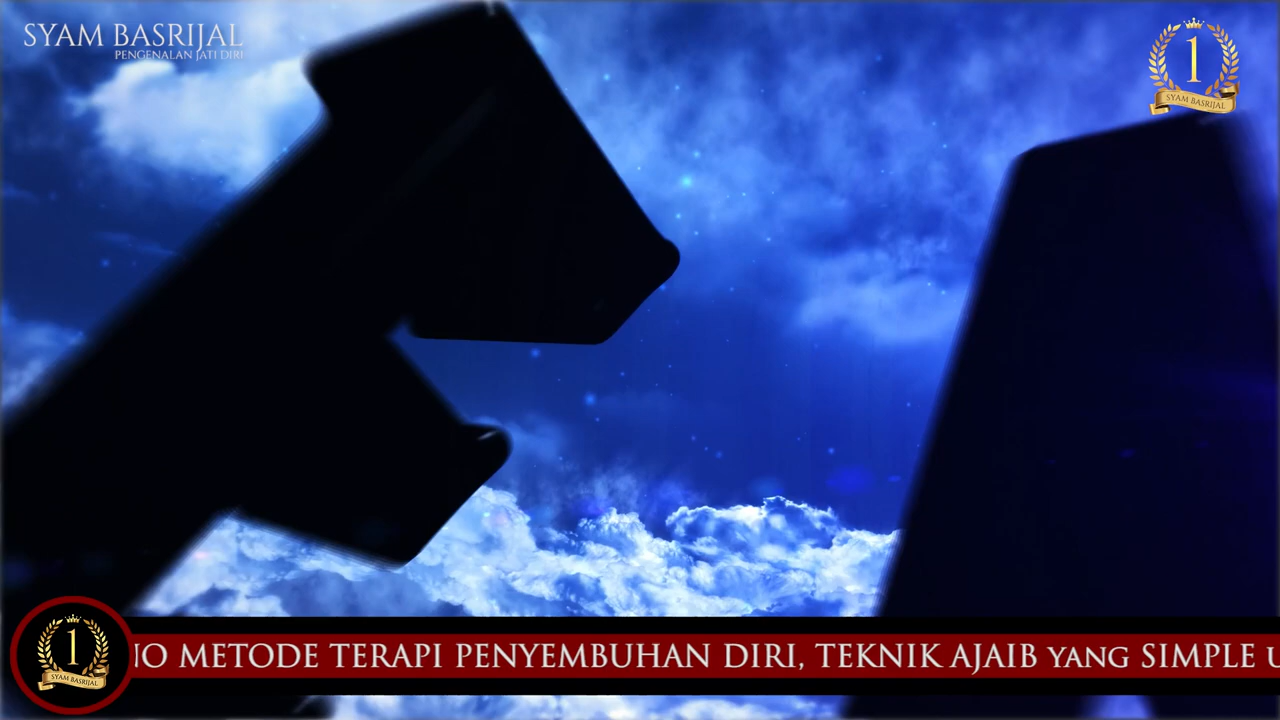 SYAM BASRIJAL
PENGENALAN JATI DIRI
1
SYAM BASRIJAL
1
SYAM BASRIJAL
NO METODE TERAPI PENYEMBUHAN DIRI, TEKNIK AJAIB YANG SIMPLE